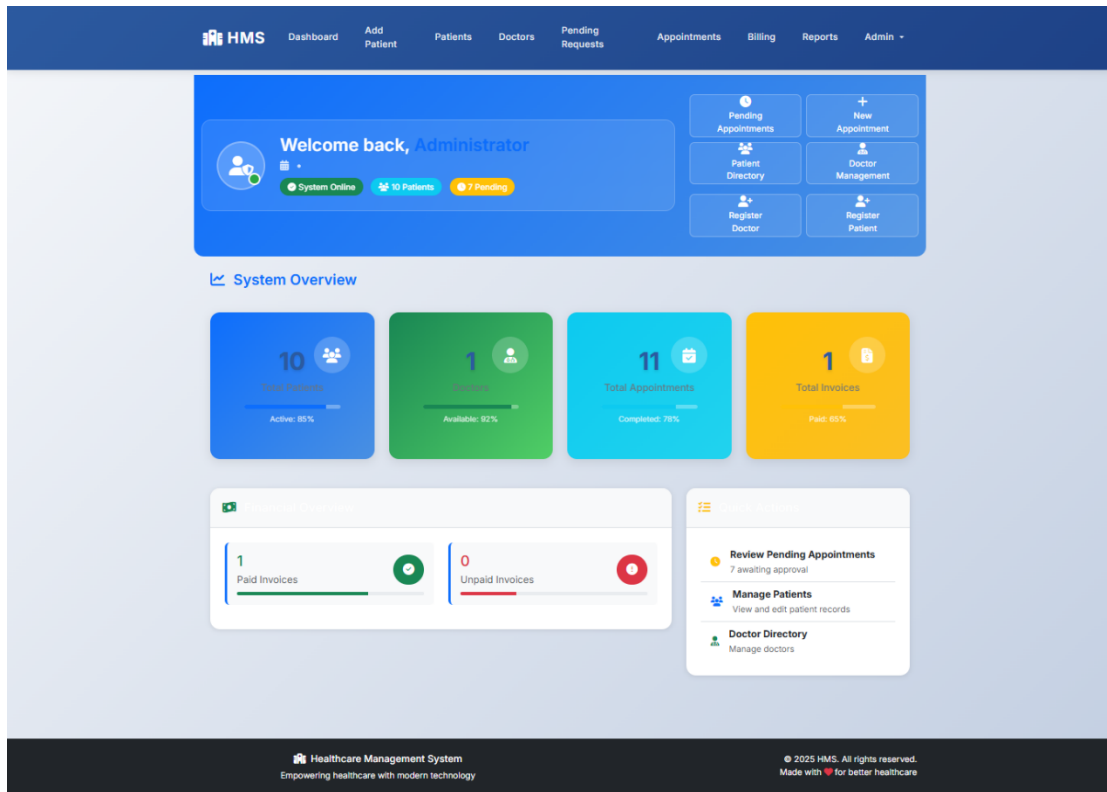 HMS
Dashboard
Add
Patient
Patients
Doctors
Pending
Requests
Appointments
Billing
Reports
Admin
Welcome back, Administrator
System Online
10 Patients
7 Pending
Pending
Appointments
New
Appointment
Patient
Directory
Doctor
Management
Register
Doctor
Register
Patient
System Overview
10
Total Patients
Active: 85%
1
Doctors
Available: 92%
11
Total Appointments
Completed: 78%
1
Total Invoices
Paid: 65%
1
Paid Invoices
0
Unpaid Invoices
Review Pending Appointments
7 awaiting approval
Manage Patients
View and edit patient records
Doctor Directory
Manage doctors
Healthcare Management System
Empowering healthcare with modern technology
© 2025 HMS. All rights reserved.
Made with ❤ for better healthcare